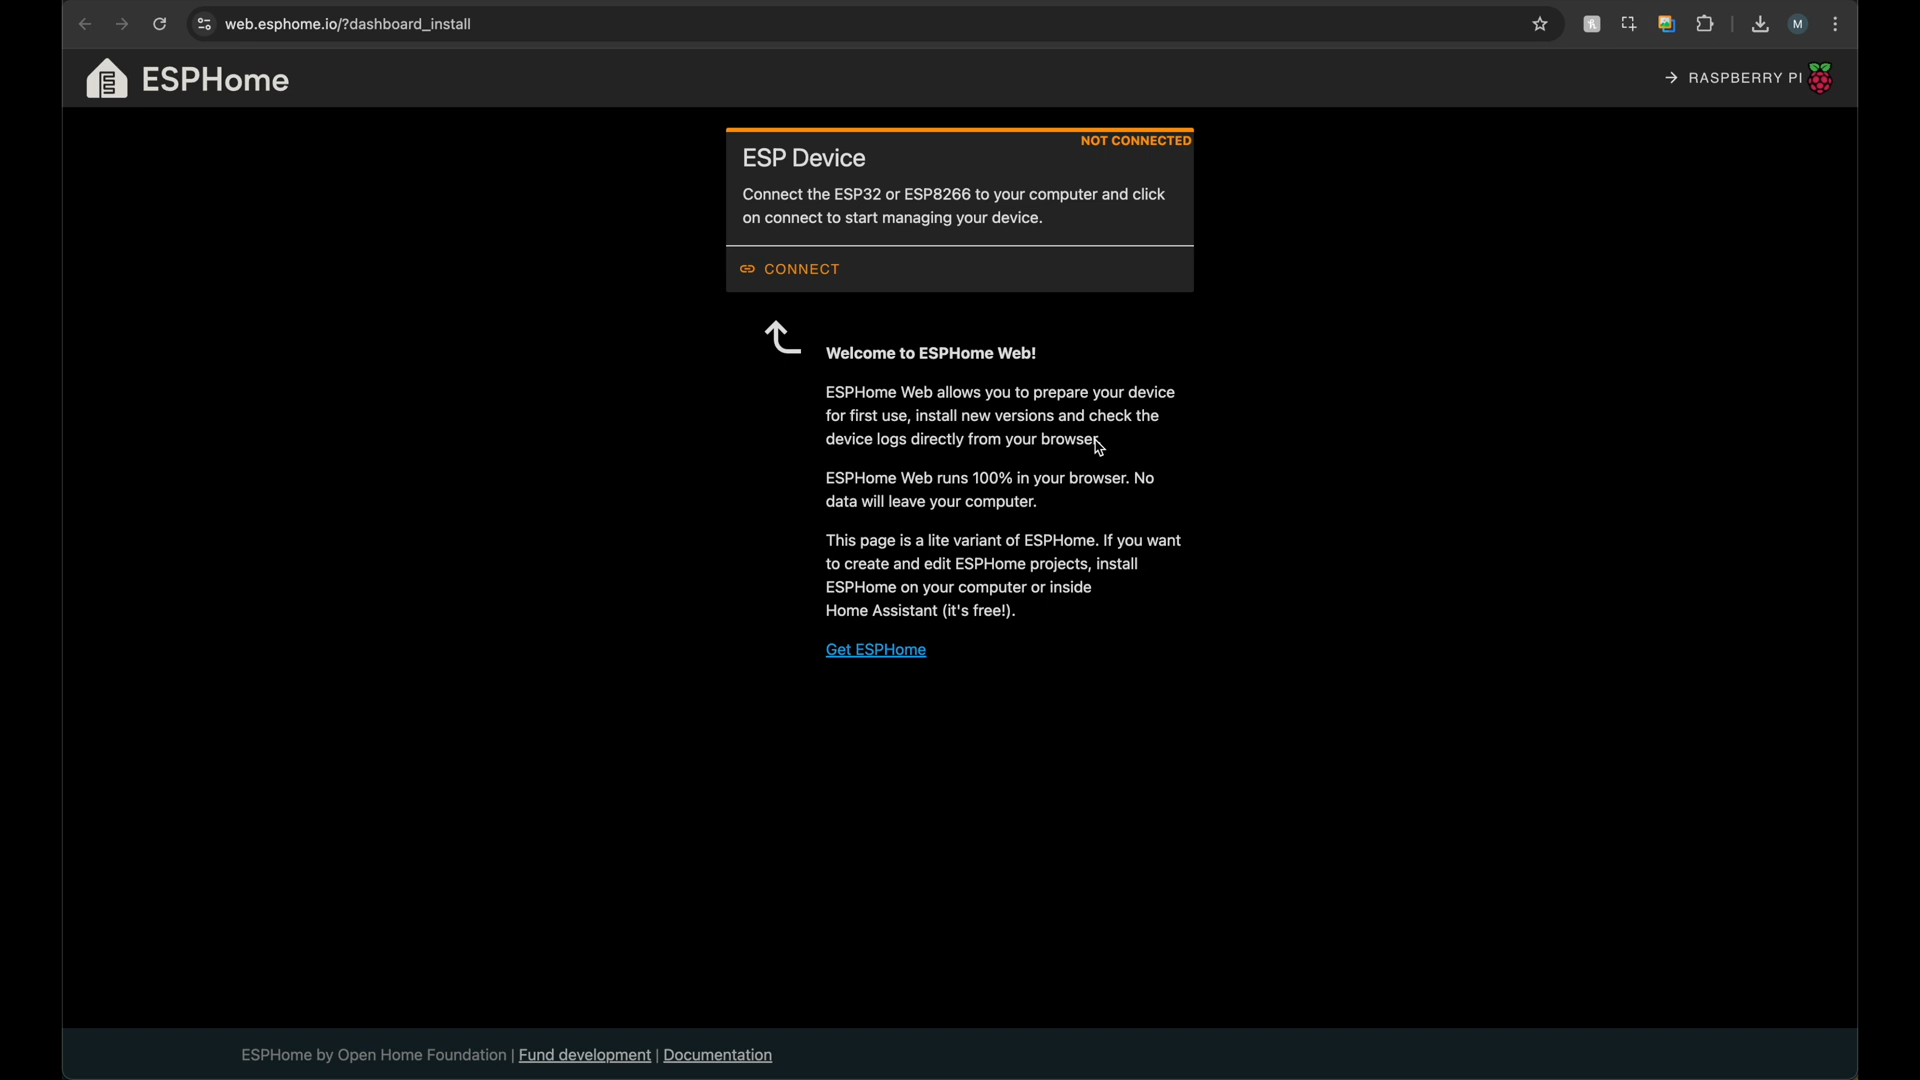 web.esphome.io/?dashboard_install
M
ESPHome
RASPBERRY PI
NOT CONNECTED
ESP Device
Connect the ESP32 or ESP8266 to your computer and click
on connect to start managing your device.
CONNECT
Welcome to ESPHome Web!
ESPHome Web allows you to prepare your device
for first use, install new versions and check the
device logs directly from your browser.
ESPHome Web runs 100% in your browser. No
data will leave your computer.
This page is a lite variant of ESPHome. If you want
to create and edit ESPHome projects, install
ESPHome on your computer or inside
Home Assistant (it's free!).
Get ESPHome
ESPHome by Open Home Foundation | Fund development | Documentation